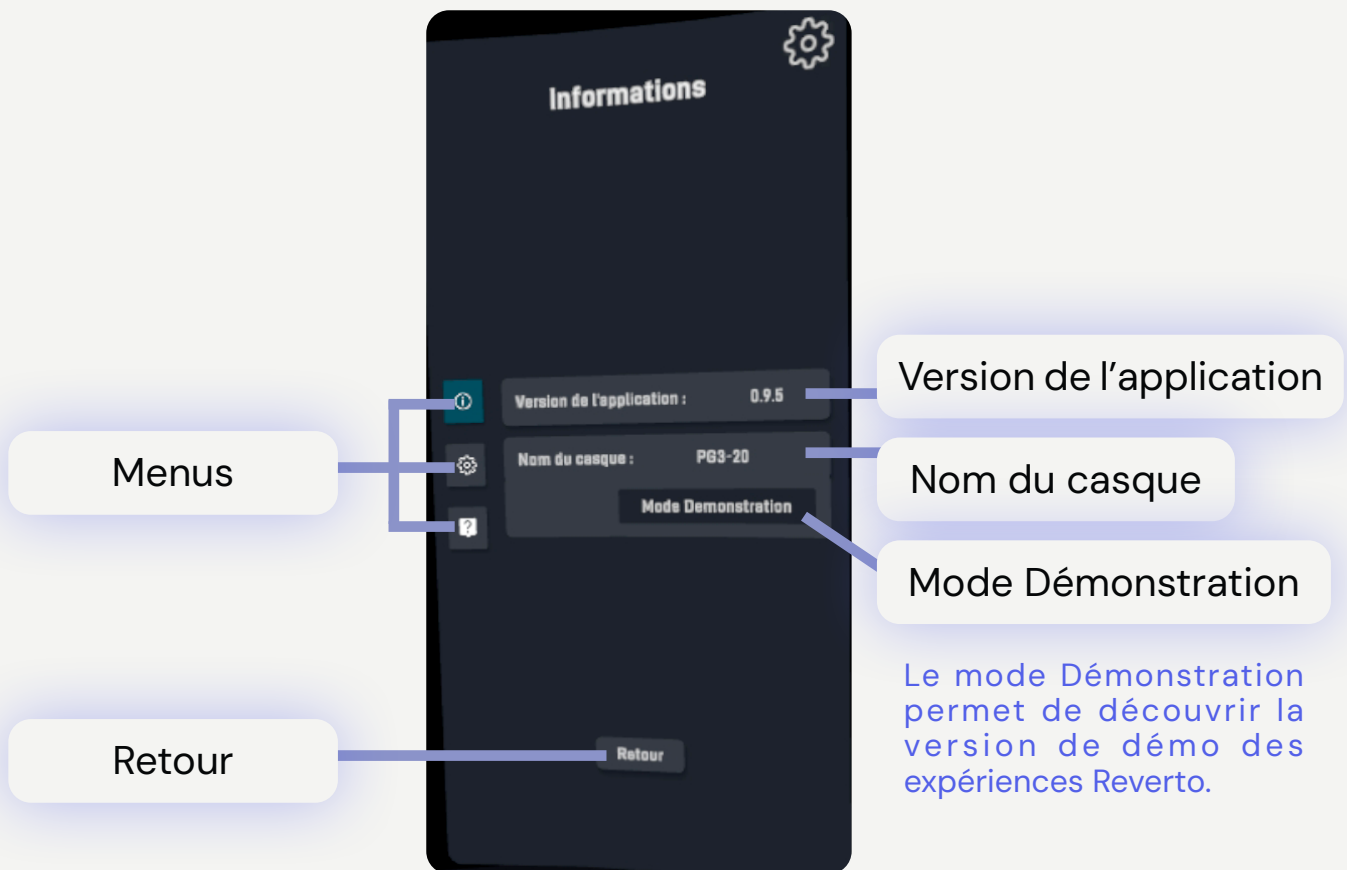 Informations
Version de l'application : 0.9.5
Version de l’application
Menus
Nom du casque : PG3-20
Nom du casque
Mode Demonstration
Mode Démonstration
Le mode Démonstration
permet de découvrir la
version de démo des
expériences Reverto.
Retour
Retour